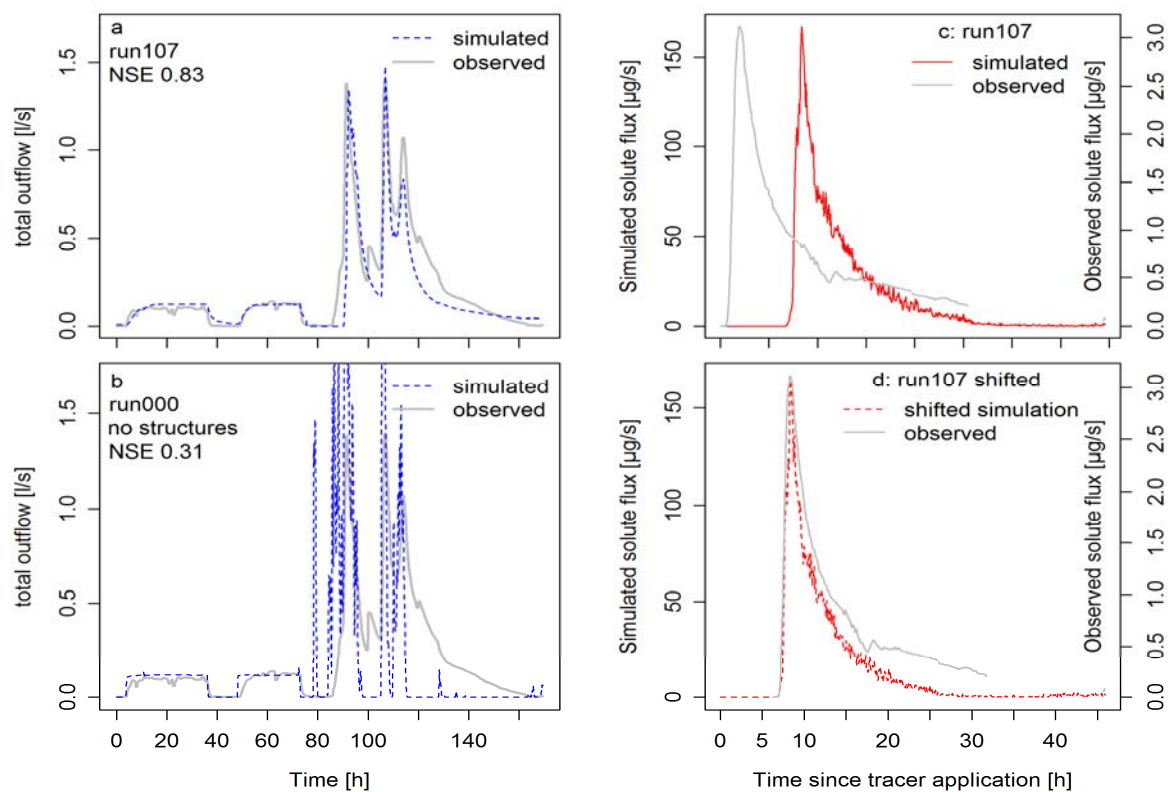 a
run107
NSE 0.83
simulated
observed
total outflow [l/s]
0.0
0.5
1.0
1.5
b
run000
no structures
NSE 0.31
simulated
observed
total outflow [l/s]
0.0
0.5
1.0
1.5
0
20
40
60
80
100
140
Time [h]
c: run107
simulated
observed
Simulated solute flux [µg/s]
0
50
100
150
Observed solute flux [µg/s]
0.0
0.5
1.0
1.5
2.0
2.5
3.0
d: run107 shifted
shifted simulation
observed
Simulated solute flux [µg/s]
0
50
100
150
Observed solute flux [µg/s]
0.0
0.5
1.0
1.5
2.0
2.5
3.0
0
5
10
20
30
40
Time since tracer application [h]